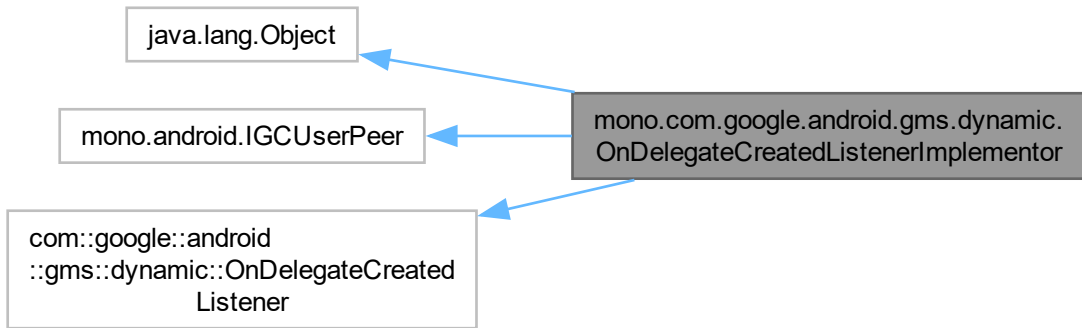 java.lang.Object
mono.android.IGCUserPeer
mono.com.google.android.gms.dynamic.
OnDelegateCreatedListenerImplementor
com::google::android
::gms::dynamic::OnDelegateCreated
Listener